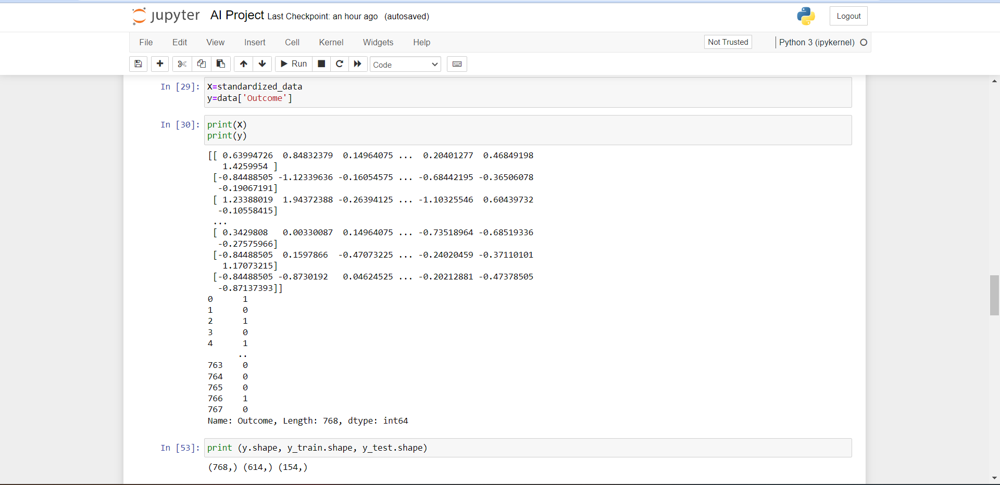 jupyter AI Project Last Checkpoint: an hour ago (autosaved) Logout
File Edit View Insert Cell Kernel Widgets Help Not Trusted Python 3 (ipykernel)
Run Code
In [29]: X=standardized_data
y=data['Outcome']
In [30]: print(X)
print(y)
[[ 0.63994726  0.84832379  0.14964075 ...  0.20401277  0.46849198
   1.4259954 ]
 [-0.84488505 -1.12339636 -0.16054575 ... -0.68442195 -0.36506078
  -0.19067191]
 [ 1.23388019  1.94372388 -0.26394125 ... -1.10325546  0.60439732
  -0.10558415]
 ...
 [ 0.3429808   0.00330087  0.14964075 ... -0.73518964 -0.68519336
  -0.27575966]
 [-0.84488505  0.1597866  -0.47073225 ... -0.24020459 -0.37110101
   1.17073215]
 [-0.84488505 -0.8730192   0.04624525 ... -0.20212881 -0.47378505
  -0.87137393]]
0      1
1      0
2      1
3      0
4      1
      ..
763    0
764    0
765    0
766    1
767    0
Name: Outcome, Length: 768, dtype: int64
In [53]: print (y.shape, y_train.shape, y_test.shape)
(768,) (614,) (154,)